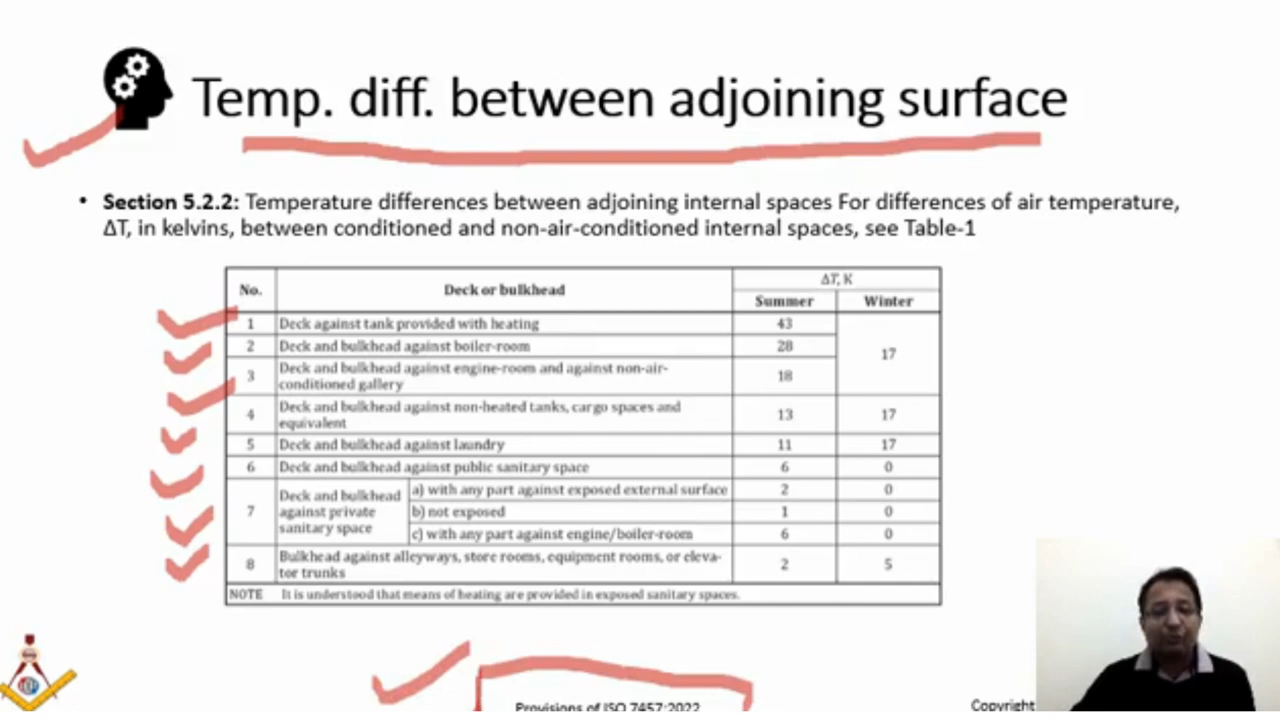 Temp. diff. between adjoining surface
• Section 5.2.2: Temperature differences between adjoining internal spaces For differences of air temperature,
ΔT, in kelvins, between conditioned and non-air-conditioned internal spaces, see Table-1
No. Deck or bulkhead ΔT, K
Summer Winter
1 Deck against tank provided with heating 43
2 Deck and bulkhead against boiler-room 28 17
3 Deck and bulkhead against engine-room and against non-air-
conditioned gallery 18
4 Deck and bulkhead against non-heated tanks, cargo spaces and
equivalent 13 17
5 Deck and bulkhead against laundry 11 17
6 Deck and bulkhead against public sanitary space 6 0
7 Deck and bulkhead
against private
sanitary space
a) with any part against exposed external surface 2 0
b) not exposed 1 0
c) with any part against engine/boiler-room 6 0
8 Bulkhead against alleyways, store rooms, equipment rooms, or eleva-
tor trunks 2 5
NOTE It is understood that means of heating are provided in exposed sanitary spaces.
Provisions of ISO 7457:2022
Copyright